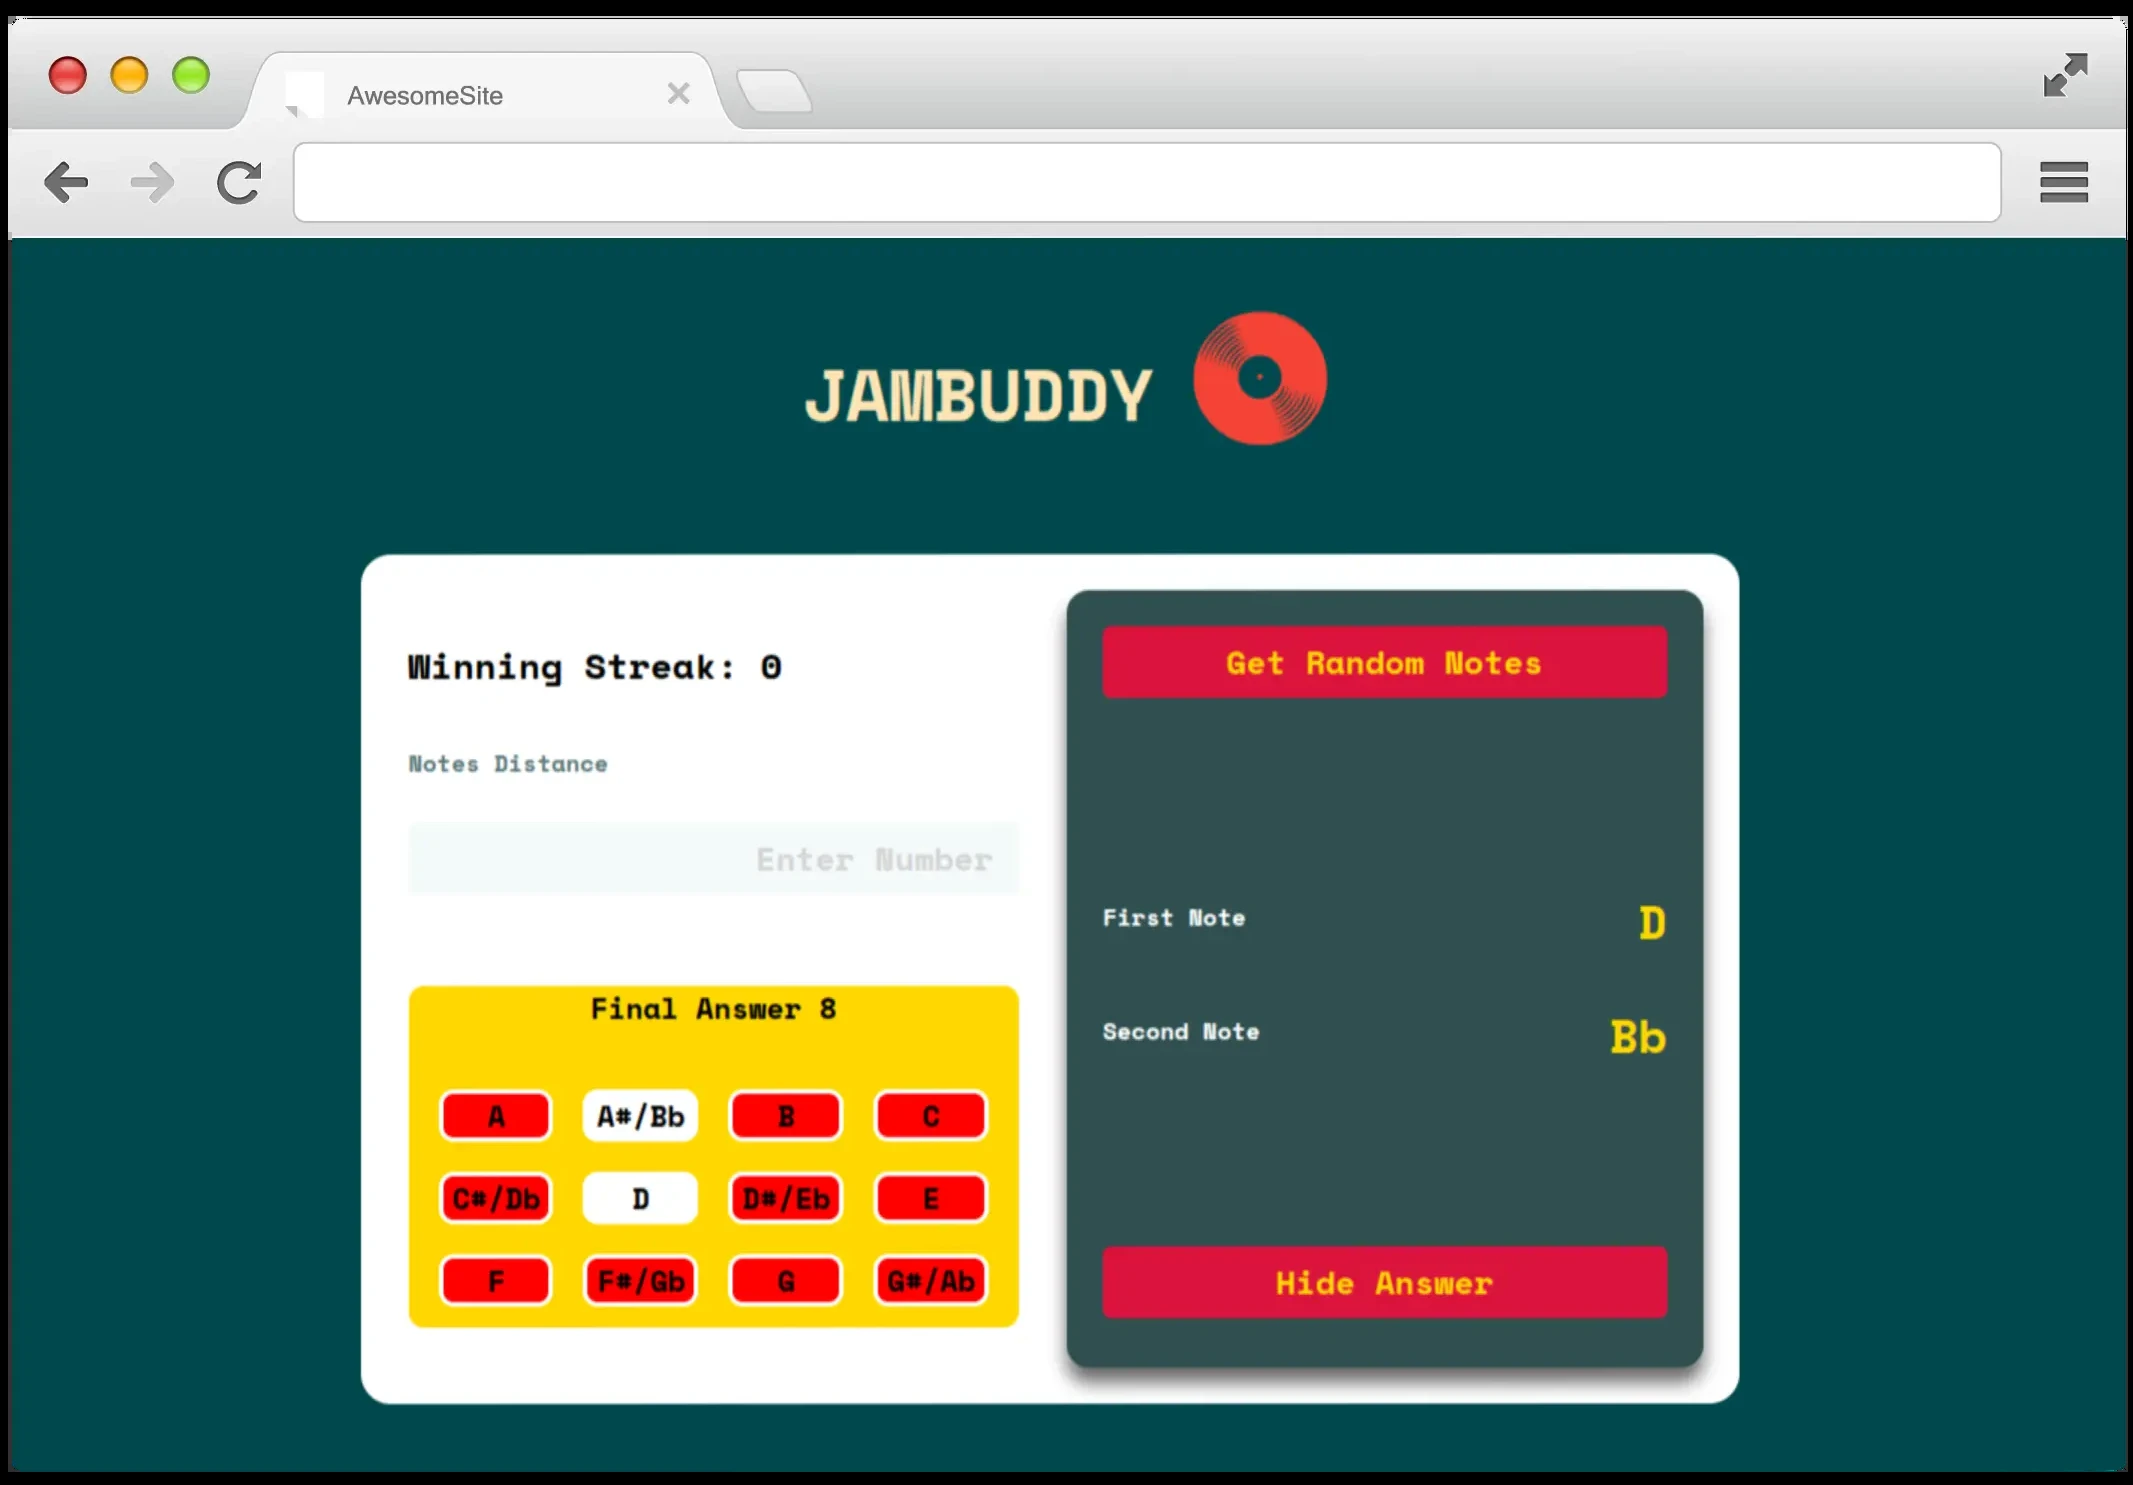 AwesomeSite
JAMBUDDY
Winning Streak: 0
Notes Distance
Enter Number
Final Answer 8
A A#/Bb B C
C#/Db D D#/Eb E
F F#/Gb G G#/Ab
Get Random Notes
First Note D
Second Note Bb
Hide Answer